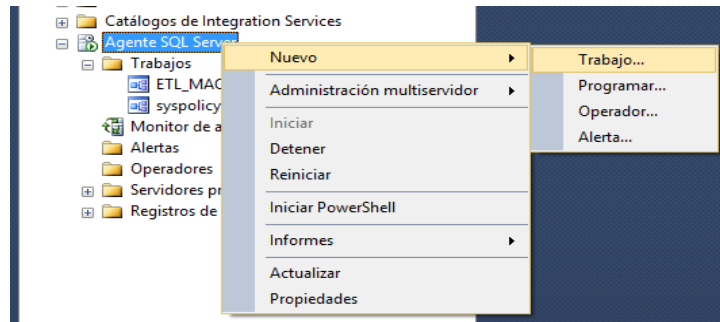 Catálogos de Integration Services
Agente SQL Server
Nuevo
Trabajo...
Trabajos
Programar...
ETL_MAC
Administración multiservidor
Operador...
syspolicy
Iniciar
Alerta...
Monitor de a
Detener
Alertas
Operadores
Reiniciar
Servidores pr
Iniciar PowerShell
Registros de
Informes
Actualizar
Propiedades